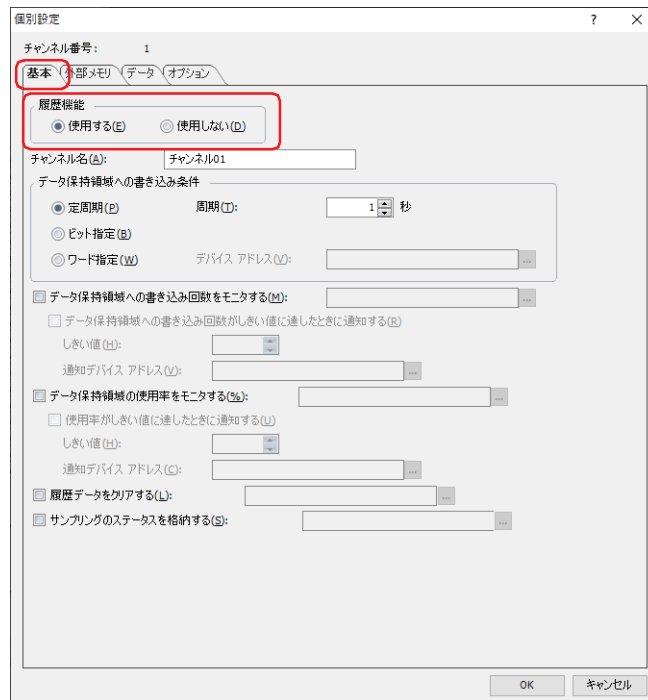 個別設定 ? ×
チャンネル番号: 1
基本 外部メモリ データ オプション
履歴機能
使用する(E) 使用しない(D)
チャンネル名(A): チャンネル01
データ保持領域への書き込み条件
定周期(P) 周期(T): 1 秒
ビット指定(B)
ワード指定(W) デバイス アドレス(V): ...
データ保持領域への書き込み回数をモニタする(M): ...
データ保持領域への書き込み回数がしきい値に達したときに通知する(R)
しきい値(H):
通知デバイス アドレス(V): ...
データ保持領域の使用率をモニタする(%): ...
使用率がしきい値に達したときに通知する(U)
しきい値(H):
通知デバイス アドレス(C): ...
履歴データをクリアする(L): ...
サンプリングのステータスを格納する(S): ...
OK キャンセル